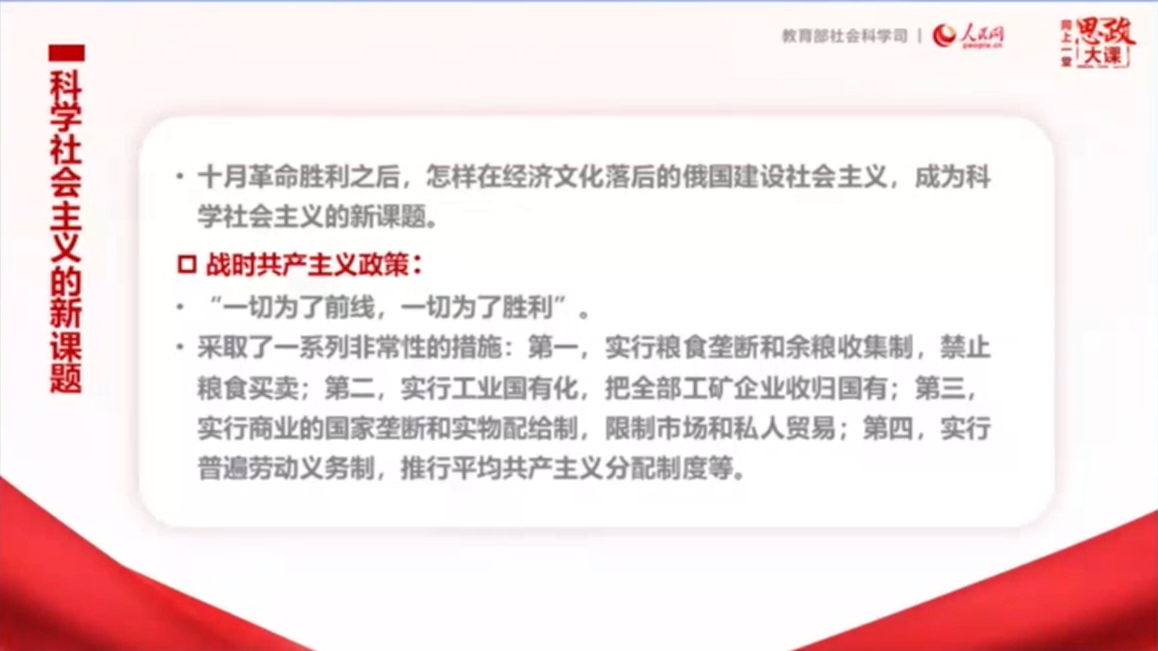 教育部社会科学司 | 人民网
people.cn
同上一堂
思政
大课
科学社会主义的新课题
• 十月革命胜利之后，怎样在经济文化落后的俄国建设社会主义，成为科
学社会主义的新课题。
口 战时共产主义政策：
• “一切为了前线，一切为了胜利”。
• 采取了一系列非常性的措施：第一，实行粮食垄断和余粮收集制，禁止
粮食买卖；第二，实行工业国有化，把全部工矿企业收归国有；第三，
实行商业的国家垄断和实物配给制，限制市场和私人贸易；第四，实行
普遍劳动义务制，推行平均共产主义分配制度等。